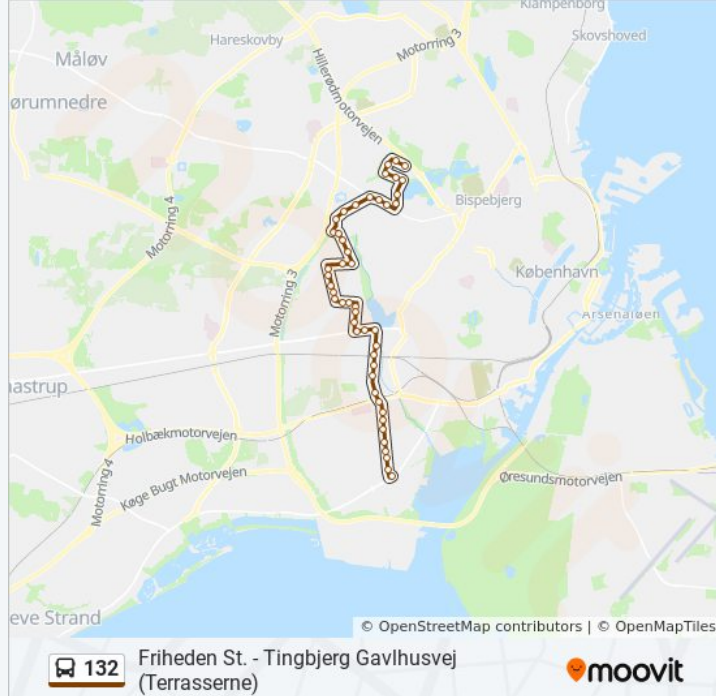 Klampenborg
Skovshoved
Hareskovby
Motorring 3
Måløv
Hillerødmotorvejen
ørumnedre
Motorring 4
Bispebjerg
København
Motorring 3
Arsenaløen
aastrup
Holbækmotorvejen
Motorring 4
Køge Bugt Motorvejen
Øresundsmotorvejen
eve Strand
© OpenStreetMap contributors | © OpenMapTiles
132
Friheden St. - Tingbjerg Gavlhusvej
(Terrasserne)
moovit